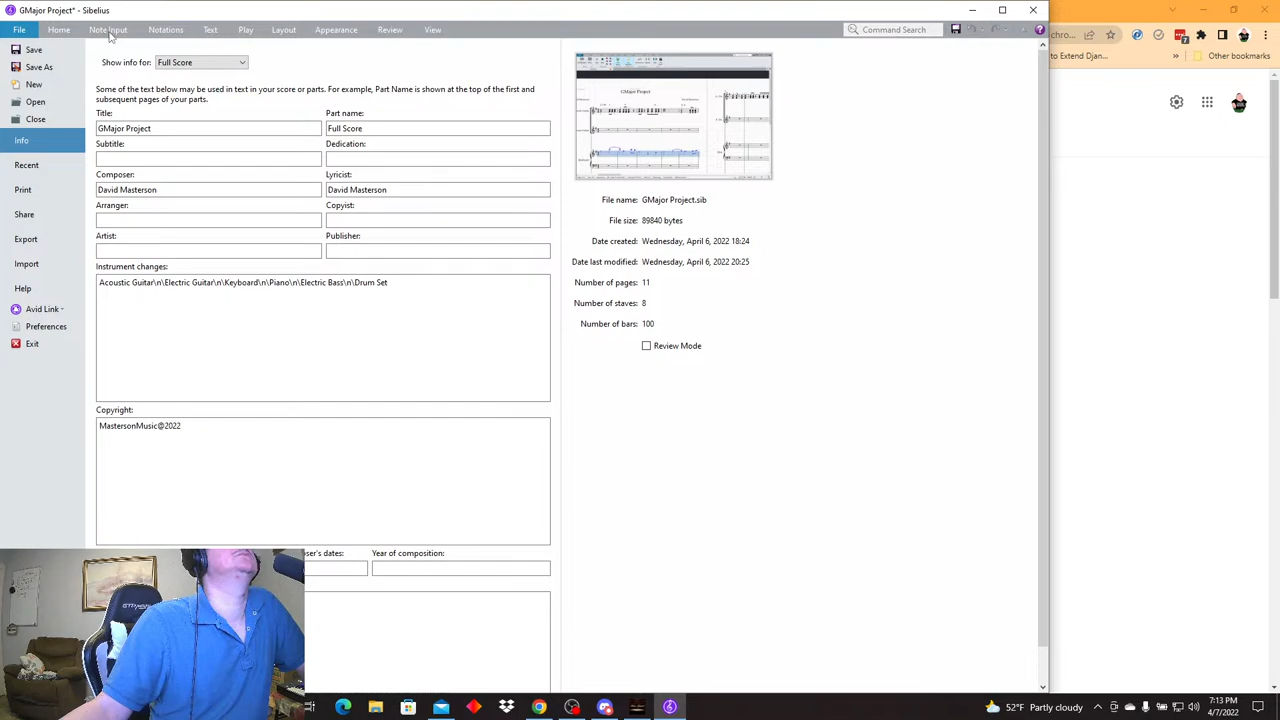 GMajor Project* - Sibelius
File Home Note Input Notations Text Play Layout Appearance Review View
Command Search
chro...
to Extend Gan...
Other bookmarks
Save
Save As
New
Open
Close
Info
Recent
Print
Share
Export
Import
Help
Avid Link
Preferences
Exit
Show info for: Full Score
Some of the text below may be used in text in your score or parts. For example, Part Name is shown at the top of the first and
subsequent pages of your parts.
Title: Part name:
GMajor Project Full Score
Subtitle: Dedication:
Composer: Lyricist:
David Masterson David Masterson
Arranger: Copyist:
Artist: Publisher:
Instrument changes:
Acoustic Guitar\n\Electric Guitar\n\Keyboard\n\Piano\n\Electric Bass\n\Drum Set
Copyright:
MastersonMusic@2022
ser's dates: Year of composition:
GMajor Project
File name: GMajor Project.sib
File size: 89840 bytes
Date created: Wednesday, April 6, 2022 18:24
Date last modified: Wednesday, April 6, 2022 20:25
Number of pages: 11
Number of staves: 8
Number of bars: 100
Review Mode
52°F Partly cloudy
7:13 PM
4/7/2022